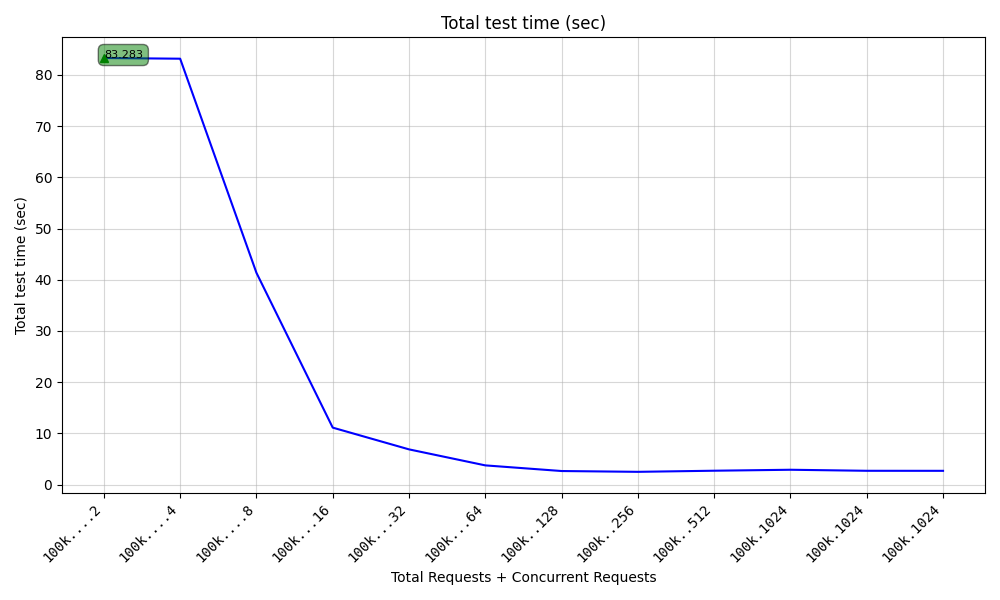 Total test time (sec)
83.283
Total test time (sec)
80
70
60
50
40
30
20
10
0
100k....2
100k....4
100k....8
100k...16
100k...32
100k...64
100k..128
100k..256
100k..512
100k.1024
100k.1024
100k.1024
Total Requests + Concurrent Requests